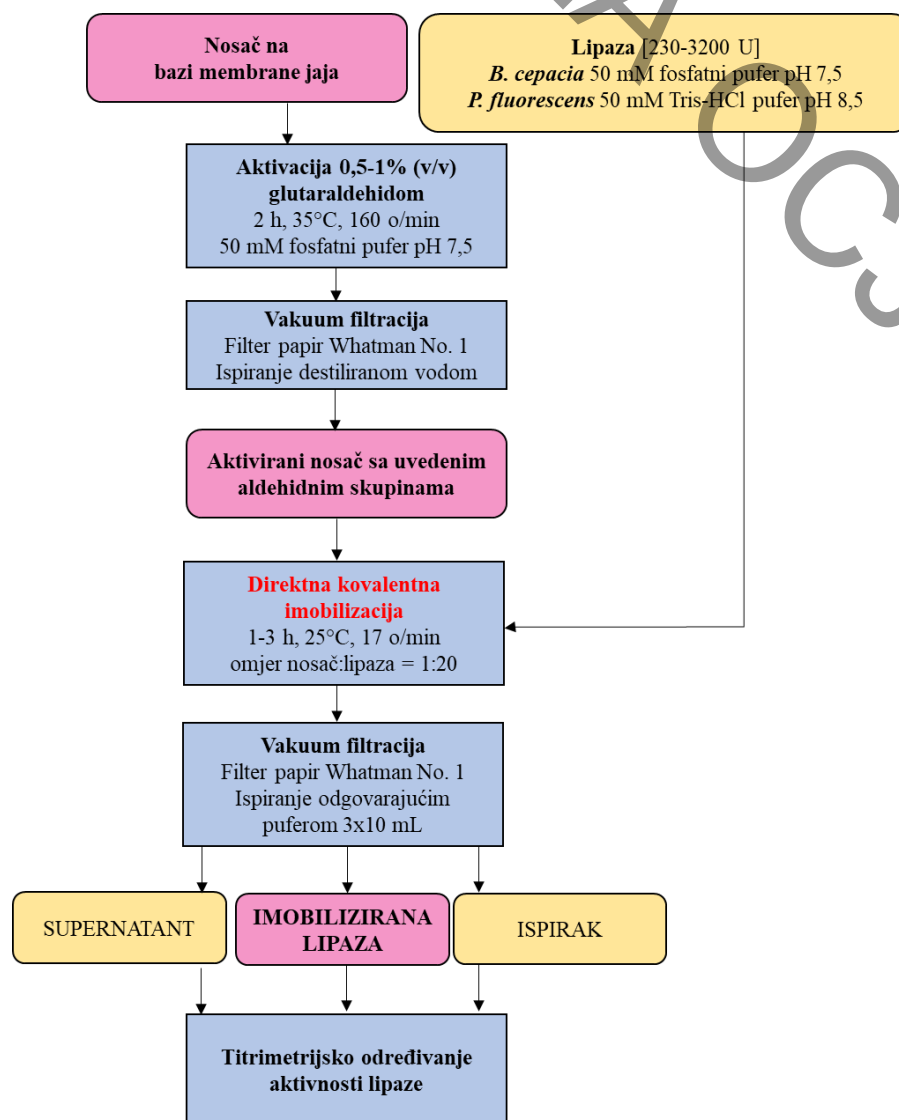 Nosač na
bazi membrane jaja
Lipaza [230-3200 U]
B. cepacia 50 mM fosfatni pufer pH 7,5
P. fluorescens 50 mM Tris-HCl pufer pH 8,5
Aktivacija 0,5-1% (v/v)
glutaraldehidom
2 h, 35°C, 160 o/min
50 mM fosfatni pufer pH 7,5
Vakuum filtracija
Filter papir Whatman No. 1
Ispiranje destiliranom vodom
Aktivirani nosač sa uvedenim
aldehidnim skupinama
Direktna kovalentna
imobilizacija
1-3 h, 25°C, 17 o/min
omjer nosač:lipaza = 1:20
Vakuum filtracija
Filter papir Whatman No. 1
Ispiranje odgovarajućim
puferom 3x10 mL
SUPERNATANT
IMOBILIZIRANA
LIPAZA
ISPIRAK
Titrimetrijsko određivanje
aktivnosti lipaze